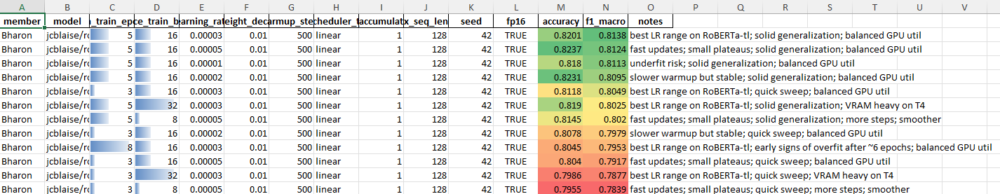 A B C D E F G H I J K L M N O P Q R S T U V
member model _train_ep ce_train_b earning_rat eight_deca armup_ste cheduler_t accumulat x_seq_len seed fp16 accuracy f1_macro notes
Bharon jcblaise/ro 5 16 0.00003 0.01 500 linear 1 128 42 TRUE 0.8201 0.8138 best LR range on RoBERTa-tl; solid generalization; balanced GPU util
Bharon jcblaise/ro 5 16 0.00005 0.01 500 linear 1 128 42 TRUE 0.8237 0.8124 fast updates; small plateaus; solid generalization; balanced GPU util
Bharon jcblaise/ro 5 16 0.00001 0.01 500 linear 1 128 42 TRUE 0.818 0.8113 underfit risk; solid generalization; balanced GPU util
Bharon jcblaise/ro 5 16 0.00002 0.01 500 linear 1 128 42 TRUE 0.8231 0.8095 slower warmup but stable; solid generalization; balanced GPU util
Bharon jcblaise/ro 3 16 0.00003 0.01 500 linear 1 128 42 TRUE 0.8118 0.8049 best LR range on RoBERTa-tl; quick sweep; balanced GPU util
Bharon jcblaise/ro 5 32 0.00003 0.01 500 linear 1 128 42 TRUE 0.819 0.8025 best LR range on RoBERTa-tl; solid generalization; VRAM heavy on T4
Bharon jcblaise/ro 5 8 0.00005 0.01 500 linear 1 128 42 TRUE 0.8145 0.802 fast updates; small plateaus; solid generalization; more steps; smoother
Bharon jcblaise/ro 3 16 0.00002 0.01 500 linear 1 128 42 TRUE 0.8078 0.7979 slower warmup but stable; quick sweep; balanced GPU util
Bharon jcblaise/ro 8 16 0.00003 0.01 500 linear 1 128 42 TRUE 0.8045 0.7953 best LR range on RoBERTa-tl; early signs of overfit after ~6 epochs; balanced GPU util
Bharon jcblaise/ro 3 16 0.00005 0.01 500 linear 1 128 42 TRUE 0.804 0.7917 fast updates; small plateaus; quick sweep; balanced GPU util
Bharon jcblaise/ro 3 32 0.00003 0.01 500 linear 1 128 42 TRUE 0.7986 0.7877 best LR range on RoBERTa-tl; quick sweep; VRAM heavy on T4
Bharon jcblaise/ro 3 8 0.00005 0.01 500 linear 1 128 42 TRUE 0.7955 0.7839 fast updates; small plateaus; quick sweep; more steps; smoother